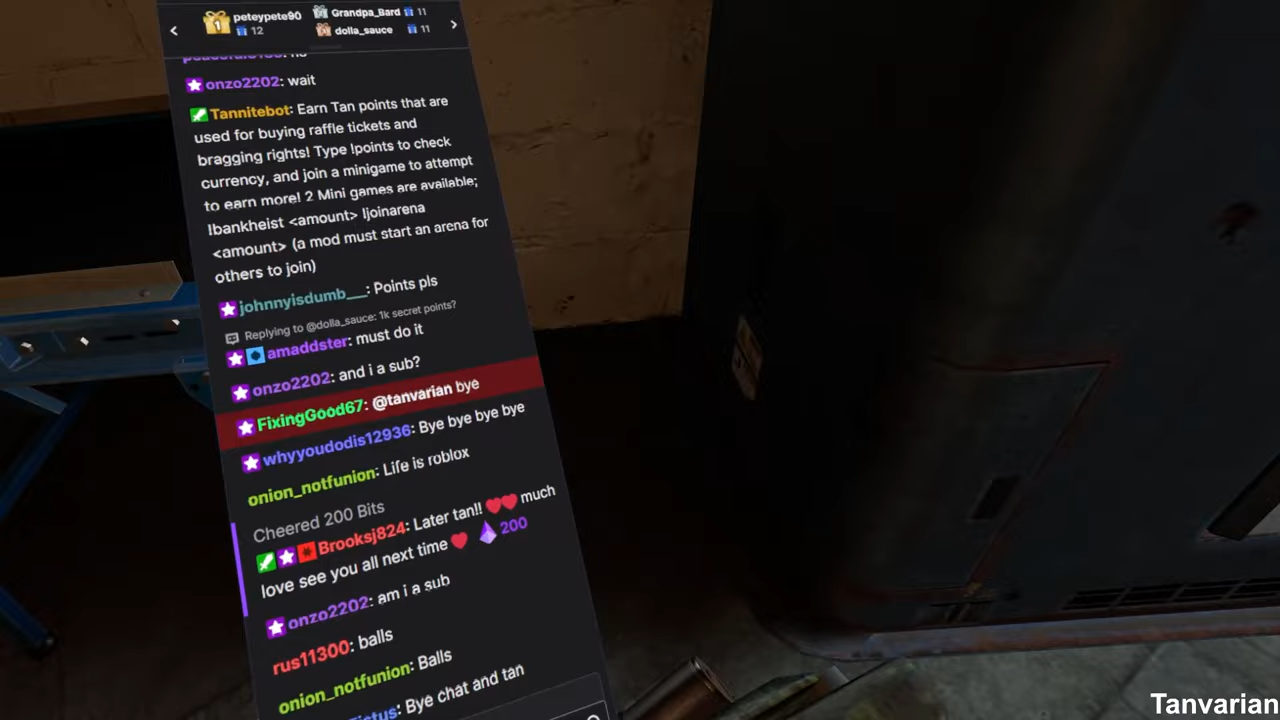 peteypete90
12
Grandpa_Bard 11
dolla_sauce 11
onzo2202: wait
Tannitebot: Earn Tan points that are
used for buying raffle tickets and
bragging rights! Type !points to check
currency, and join a minigame to attempt
to earn more! 2 Mini games are available;
!bankheist <amount> !joinarena
<amount> (a mod must start an arena for
others to join)
johnnyisdumb__: Points pls
Replying to @dolla_sauce: 1k secret points?
amaddster: must do it
onzo2202: and i a sub?
FixingGood67: @tanvarian bye
whyyoudodis12936: Bye bye bye bye
onion_notfunion: Life is roblox
Cheered 200 Bits
Brooksj824: Later tan!! ❤️❤️ much
love see you all next time ❤️ 200
onzo2202: am i a sub
rus11300: balls
onion_notfunion: Balls
Bye chat and tan
Tanvarian